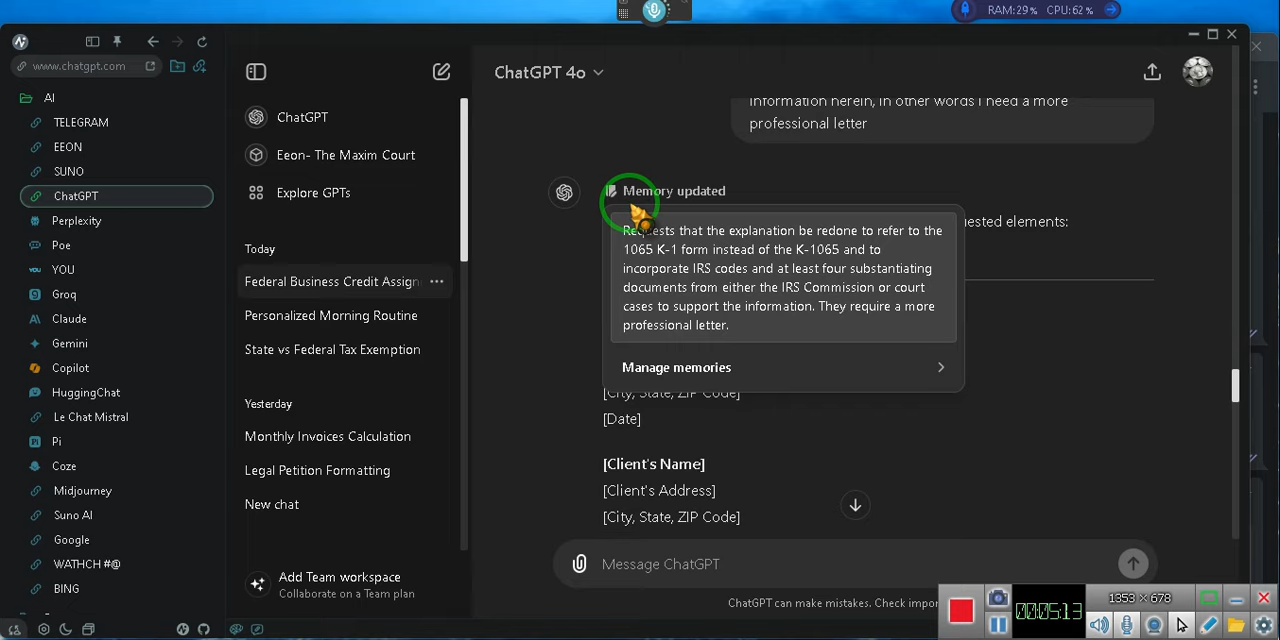 RAM:29% CPU:62%
www.chatgpt.com
AI
TELEGRAM
EEON
SUNO
ChatGPT
Perplexity
Poe
YOU
Groq
Claude
Gemini
Copilot
HuggingChat
Le Chat Mistral
Pi
Coze
Midjourney
Suno AI
Google
WATHCH #@
BING
ChatGPT
Eeon- The Maxim Court
Explore GPTs
Today
Federal Business Credit Assign
Personalized Morning Routine
State vs Federal Tax Exemption
Yesterday
Monthly Invoices Calculation
Legal Petition Formatting
New chat
Add Team workspace
Collaborate on a Team plan
ChatGPT 4o
information herein, in other words I need a more
professional letter
Memory updated
uested elements:
Requests that the explanation be redone to refer to the
1065 K-1 form instead of the K-1065 and to
incorporate IRS codes and at least four substantiating
documents from either the IRS Commission or court
cases to support the information. They require a more
professional letter.
Manage memories
[City, State, ZIP Code]
[Date]
[Client's Name]
[Client's Address]
[City, State, ZIP Code]
Message ChatGPT
ChatGPT can make mistakes. Check impor
1353 × 678
00:05:13